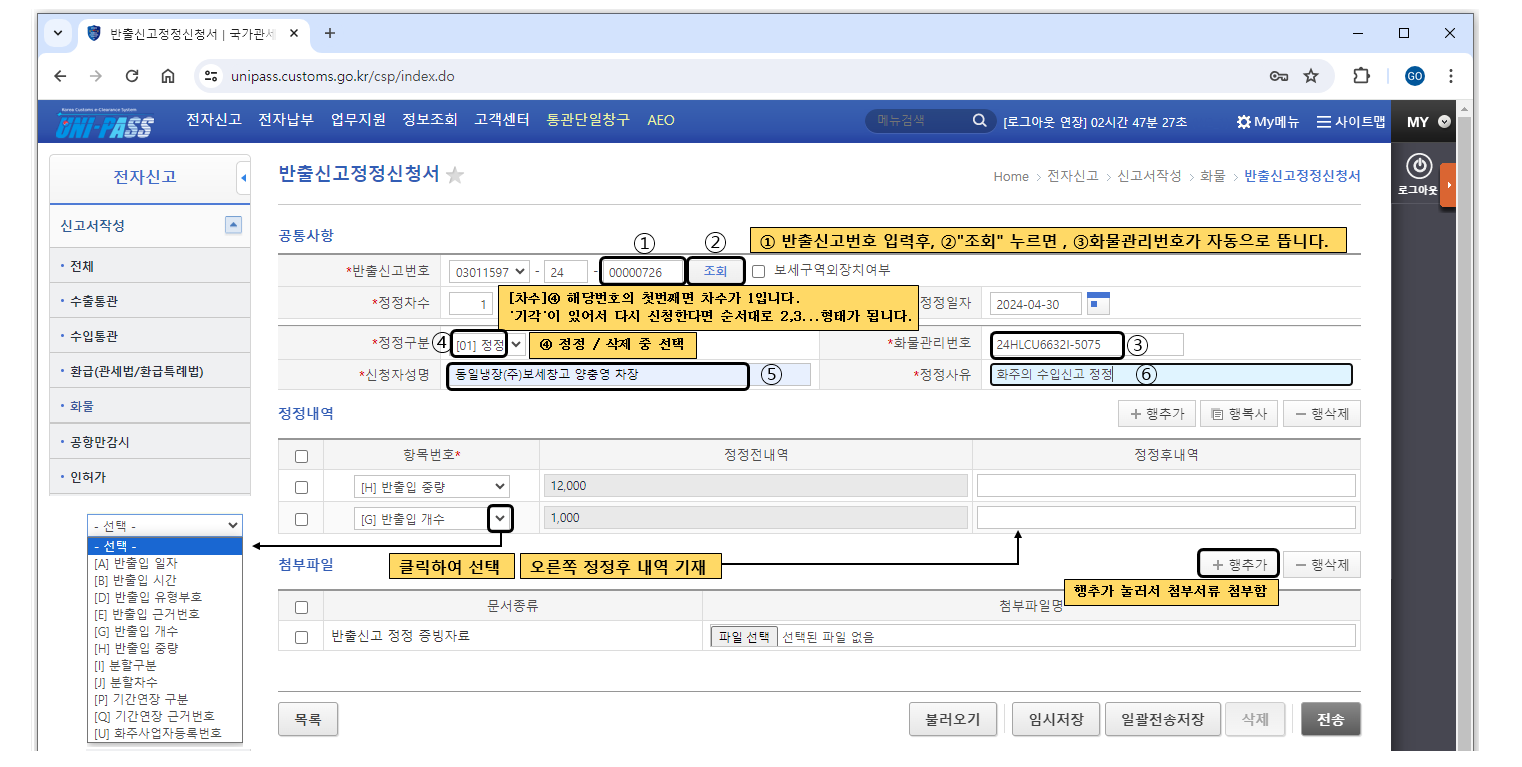 반출신고정정신청서 | 국가관세
unipass.customs.go.kr/csp/index.do
GO
Korea Customs e-Clearance System
UNI-PASS
전자신고 전자납부 업무지원 정보조회 고객센터 통관단일창구 AEO
메뉴검색
[로그아웃 연장] 02시간 47분 27초
My메뉴 사이트맵
MY
로그아웃
전자신고
신고서작성
· 전체
· 수출통관
· 수입통관
· 환급(관세법/환급특례법)
· 화물
· 공항만감시
· 인허가
반출신고정정신청서
Home > 전자신고 > 신고서작성 > 화물 > 반출신고정정신청서
공통사항
① ②
① 반출신고번호 입력후, ②"조회" 누르면 , ③화물관리번호가 자동으로 뜹니다.
*반출신고번호 03011597 - 24 - 00000726 조회 보세구역외장치여부
*정정차수 1
[차수]④ 해당번호의 첫번째면 차수가 1입니다.
'기각'이 있어서 다시 신청한다면 순서대로 2,3...형태가 됩니다.
정정일자 2024-04-30
*정정구분 ④ [01] 정정
④ 정정 / 삭제 중 선택
*화물관리번호 24HLCU6632I-5075 ③
*신청자성명 동일냉장(주)보세창고 양충영 차장 ⑤
*정정사유 화주의 수입신고 정정 ⑥
정정내역
+ 행추가 행복사 − 행삭제
항목번호* 정정전내역 정정후내역
[H] 반출입 중량 12,000
[G] 반출입 개수 1,000
- 선택 -
- 선택 -
[A] 반출입 일자
[B] 반출입 시간
[D] 반출입 유형부호
[E] 반출입 근거번호
[G] 반출입 개수
[H] 반출입 중량
[I] 분할구분
[J] 분할차수
[P] 기간연장 구분
[Q] 기간연장 근거번호
[U] 화주사업자등록번호
첨부파일
클릭하여 선택
오른쪽 정정후 내역 기재
+ 행추가 − 행삭제
행추가 눌러서 첨부서류 첨부함
문서종류 첨부파일명
반출신고 정정 증빙자료 파일 선택 선택된 파일 없음
목록 불러오기 임시저장 일괄전송저장 삭제 전송